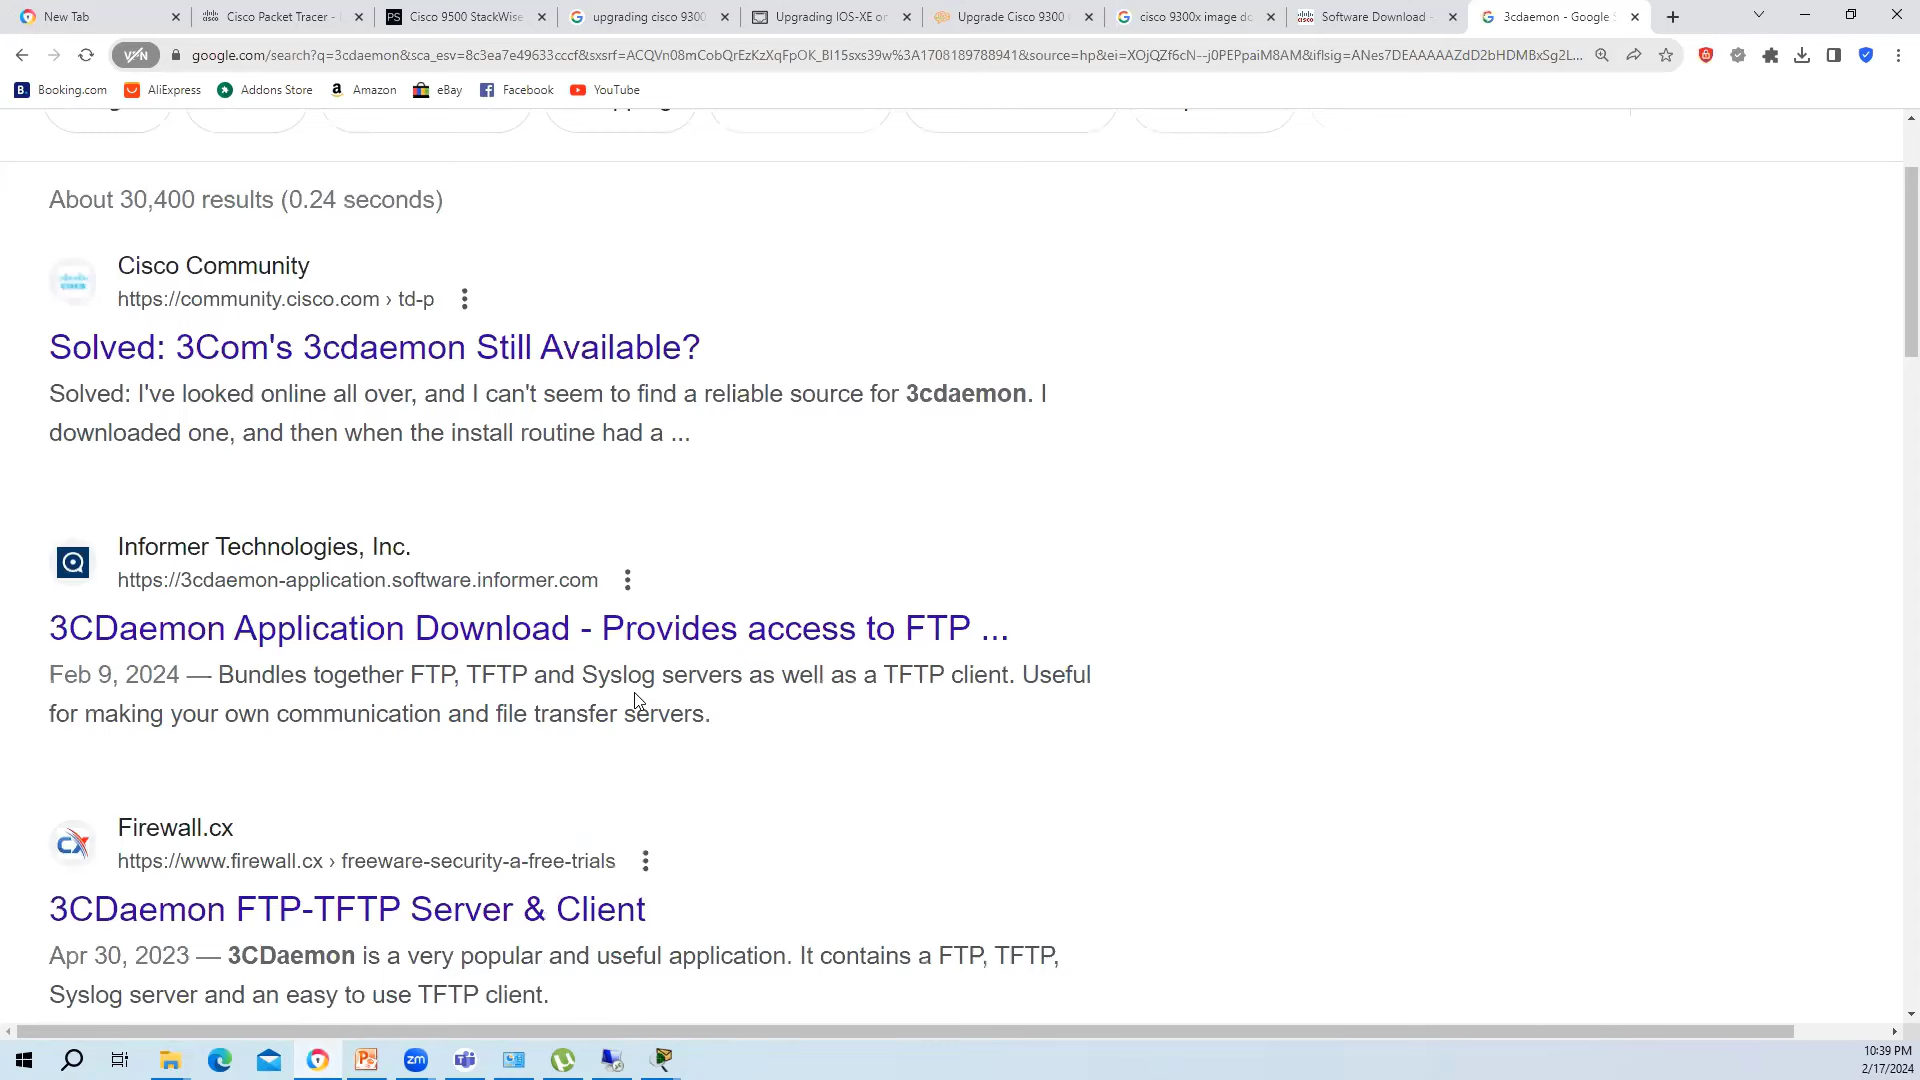 New Tab
Cisco Packet Tracer -
Cisco 9500 StackWise
upgrading cisco 9300
Upgrading IOS-XE or
Upgrade Cisco 9300
cisco 9300x image do
Software Download -
3cdaemon - Google S
VPN
google.com/search?q=3cdaemon&sca_esv=8c3ea7e49633cccf&sxsrf=ACQVn08mCobQrEzKzXqFpOK_BI15sxs39w%3A1708189788941&source=hp&ei=XOjQZf6cN--j0PEPpaiM8AM&iflsig=ANes7DEAAAAAZdD2bHDMBxSg2L...
Booking.com
AliExpress
Addons Store
Amazon
eBay
Facebook
YouTube
About 30,400 results (0.24 seconds)
Cisco Community
https://community.cisco.com › td-p
Solved: 3Com's 3cdaemon Still Available?
Solved: I've looked online all over, and I can't seem to find a reliable source for 3cdaemon. I
downloaded one, and then when the install routine had a ...
Informer Technologies, Inc.
https://3cdaemon-application.software.informer.com
3CDaemon Application Download - Provides access to FTP ...
Feb 9, 2024 — Bundles together FTP, TFTP and Syslog servers as well as a TFTP client. Useful
for making your own communication and file transfer servers.
Firewall.cx
https://www.firewall.cx › freeware-security-a-free-trials
3CDaemon FTP-TFTP Server & Client
Apr 30, 2023 — 3CDaemon is a very popular and useful application. It contains a FTP, TFTP,
Syslog server and an easy to use TFTP client.
10:39 PM
2/17/2024